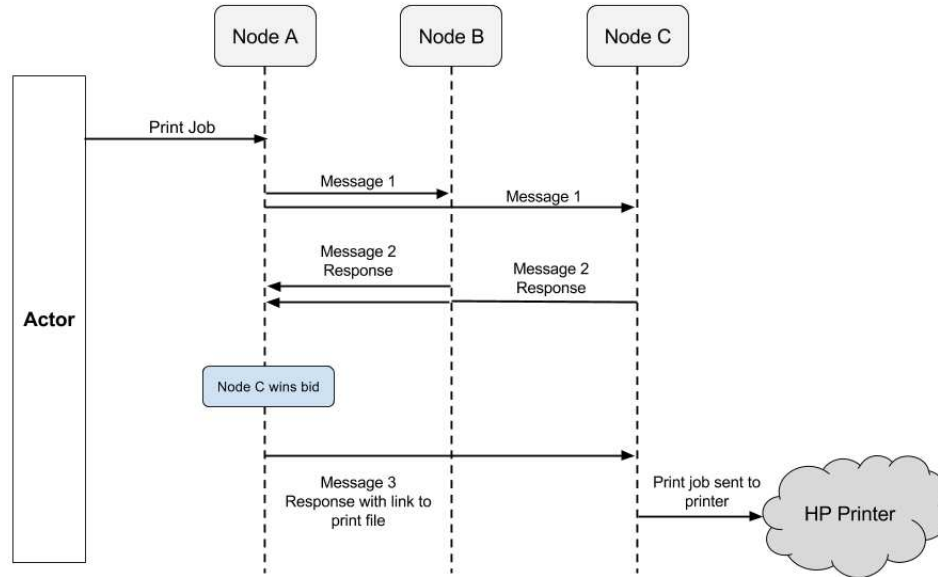 Node A
Node B
Node C
Print Job
Message 1
Message 1
Message 2
Response
Message 2
Response
Actor
Node C wins bid
Message 3
Response with link to
print file
Print job sent to
printer
HP Printer